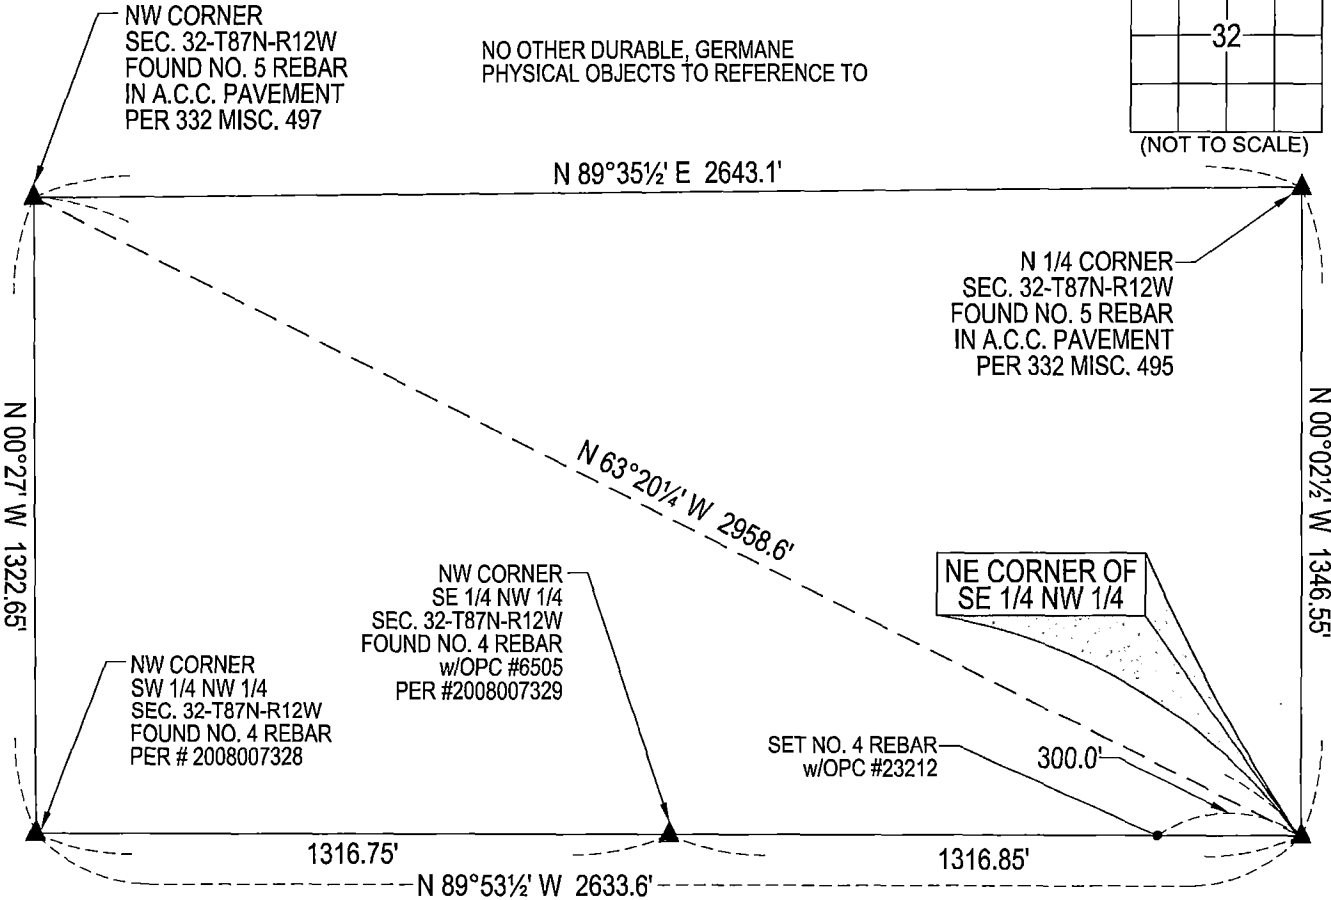 NW CORNER
SEC. 32-T87N-R12W
FOUND NO. 5 REBAR
IN A.C.C. PAVEMENT
PER 332 MISC. 497
NO OTHER DURABLE, GERMANE
PHYSICAL OBJECTS TO REFERENCE TO
32
(NOT TO SCALE)
N 89°35½' E 2643.1'
N 1/4 CORNER
SEC. 32-T87N-R12W
FOUND NO. 5 REBAR
IN A.C.C. PAVEMENT
PER 332 MISC. 495
N 00°27' W 1322.65'
N 63°20¼' W 2958.6'
N 00°02½' W 1346.55'
NE CORNER OF
SE 1/4 NW 1/4
NW CORNER
SE 1/4 NW 1/4
SEC. 32-T87N-R12W
FOUND NO. 4 REBAR
w/OPC #6505
PER #2008007329
NW CORNER
SW 1/4 NW 1/4
SEC. 32-T87N-R12W
FOUND NO. 4 REBAR
PER # 2008007328
SET NO. 4 REBAR
w/OPC #23212
300.0'
1316.75'
1316.85'
N 89°53½' W 2633.6'